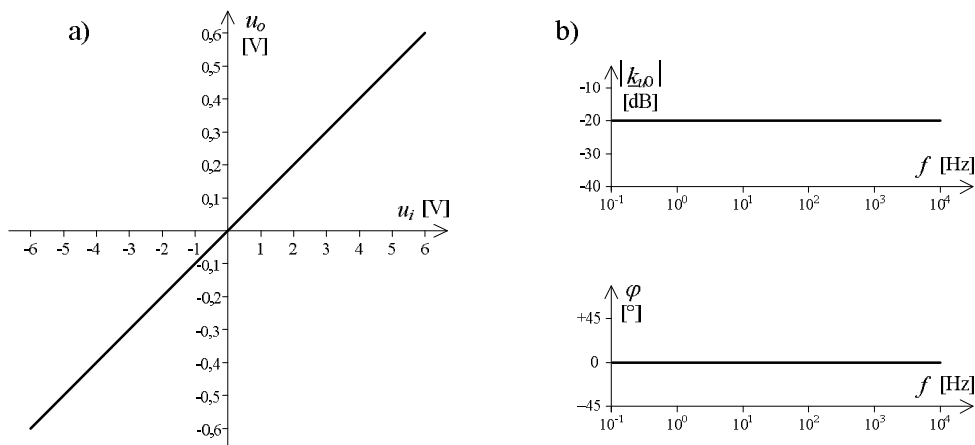 a)
u_o
[V]
0,6
0,5
0,4
0,3
0,2
0,1
u_i [V]
-6 -5 -4 -3 -2 -1 1 2 3 4 5 6
-0,1
-0,2
-0,3
-0,4
-0,5
-0,6
b)
|k_u0|
[dB]
-10
-20
-30
-40
f [Hz]
10^-1 10^0 10^1 10^2 10^3 10^4
φ
[°]
+45
0
–45
f [Hz]
10^-1 10^0 10^1 10^2 10^3 10^4